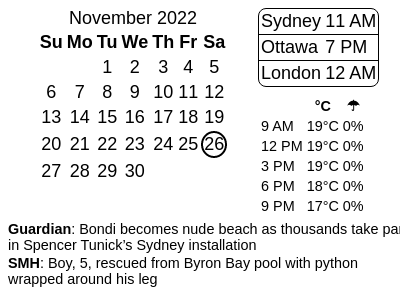 November 2022
Su Mo Tu We Th Fr Sa
1 2 3 4 5
6 7 8 9 10 11 12
13 14 15 16 17 18 19
20 21 22 23 24 25 26
27 28 29 30
Sydney 11 AM
Ottawa 7 PM
London 12 AM
°C ☂
9 AM 19°C 0%
12 PM 19°C 0%
3 PM 19°C 0%
6 PM 18°C 0%
9 PM 17°C 0%
Guardian: Bondi becomes nude beach as thousands take par
in Spencer Tunick’s Sydney installation
SMH: Boy, 5, rescued from Byron Bay pool with python
wrapped around his leg